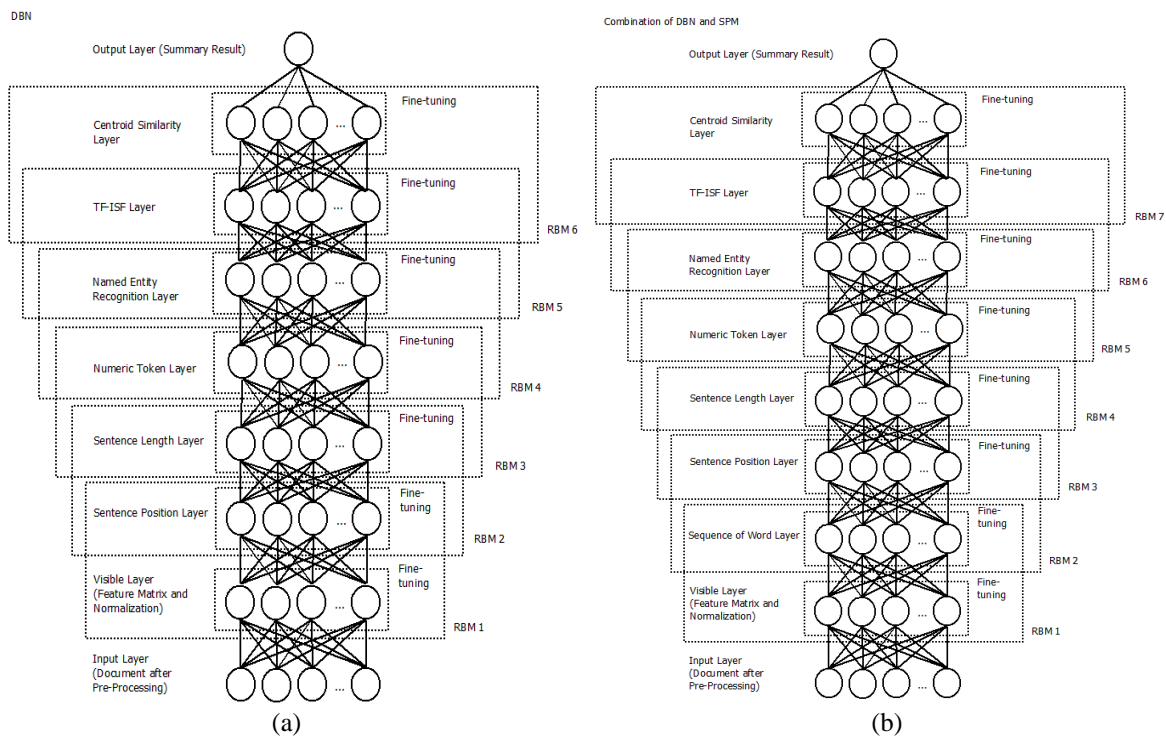 DBN
Output Layer (Summary Result)
Fine-tuning
Centroid Similarity
Layer
Fine-tuning
TF-ISF Layer
RBM 6
Fine-tuning
Named Entity
Recognition Layer
RBM 5
Fine-tuning
Numeric Token Layer
RBM 4
Fine-tuning
Sentence Length Layer
RBM 3
Fine-
tuning
Sentence Position Layer
RBM 2
Fine-
tuning
Visible Layer
(Feature Matrix and
Normalization)
RBM 1
Input Layer
(Document after
Pre-Processing)
...
...
...
...
...
...
...
...
(a)
Combination of DBN and SPM
Output Layer (Summary Result)
Fine-tuning
Centroid Similarity
Layer
Fine-tuning
TF-ISF Layer
RBM 7
Fine-tuning
Named Entity
Recognition Layer
RBM 6
Fine-tuning
Numeric Token Layer
RBM 5
Fine-tuning
Sentence Length Layer
RBM 4
Fine-tuning
Sentence Position Layer
RBM 3
Fine-
tuning
Sequence of Word Layer
RBM 2
Fine-
tuning
Visible Layer
(Feature Matrix and
Normalization)
RBM 1
Input Layer
(Document after
Pre-Processing)
...
...
...
...
...
...
...
...
...
(b)